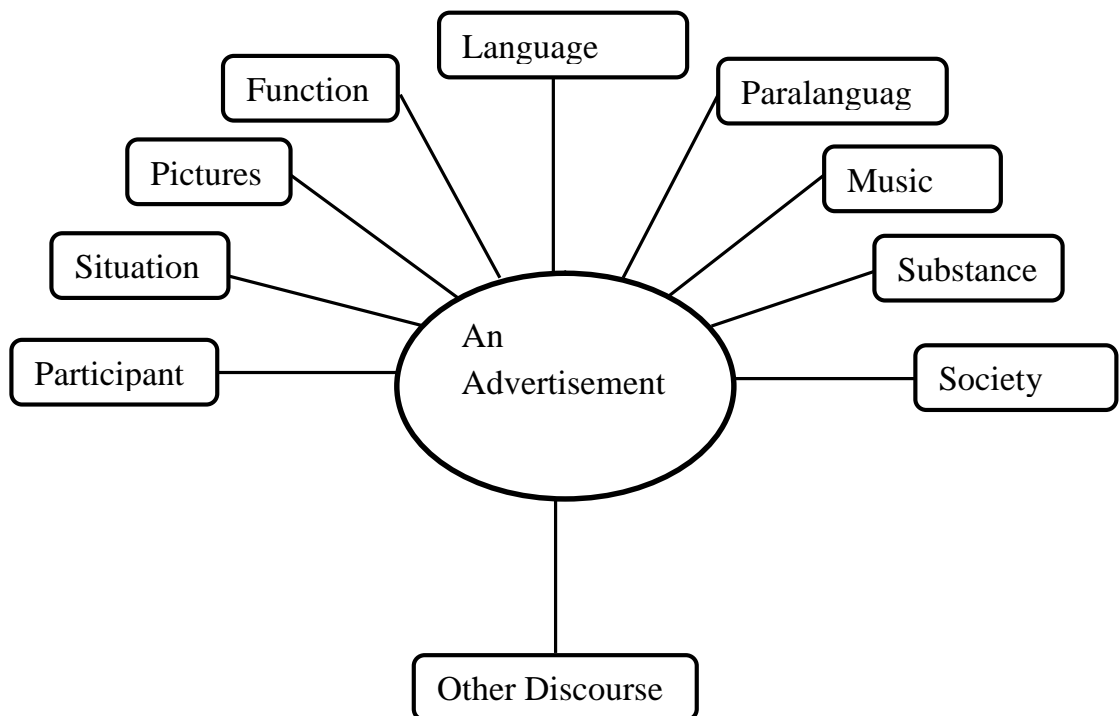 Language
Function
Paralanguag
Pictures
Music
Situation
Substance
An
Advertisement
Participant
Society
Other Discourse